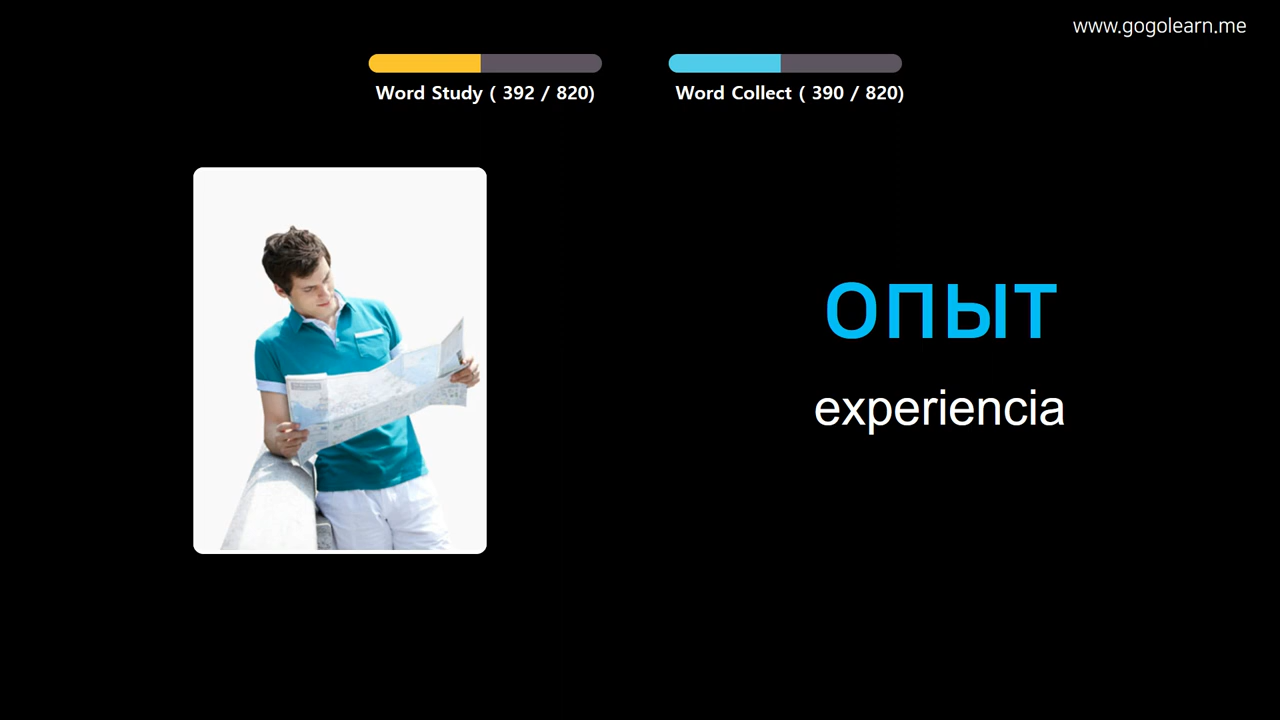 www.gogolearn.me
Word Study ( 392 / 820)
Word Collect ( 390 / 820)
опыт
experiencia